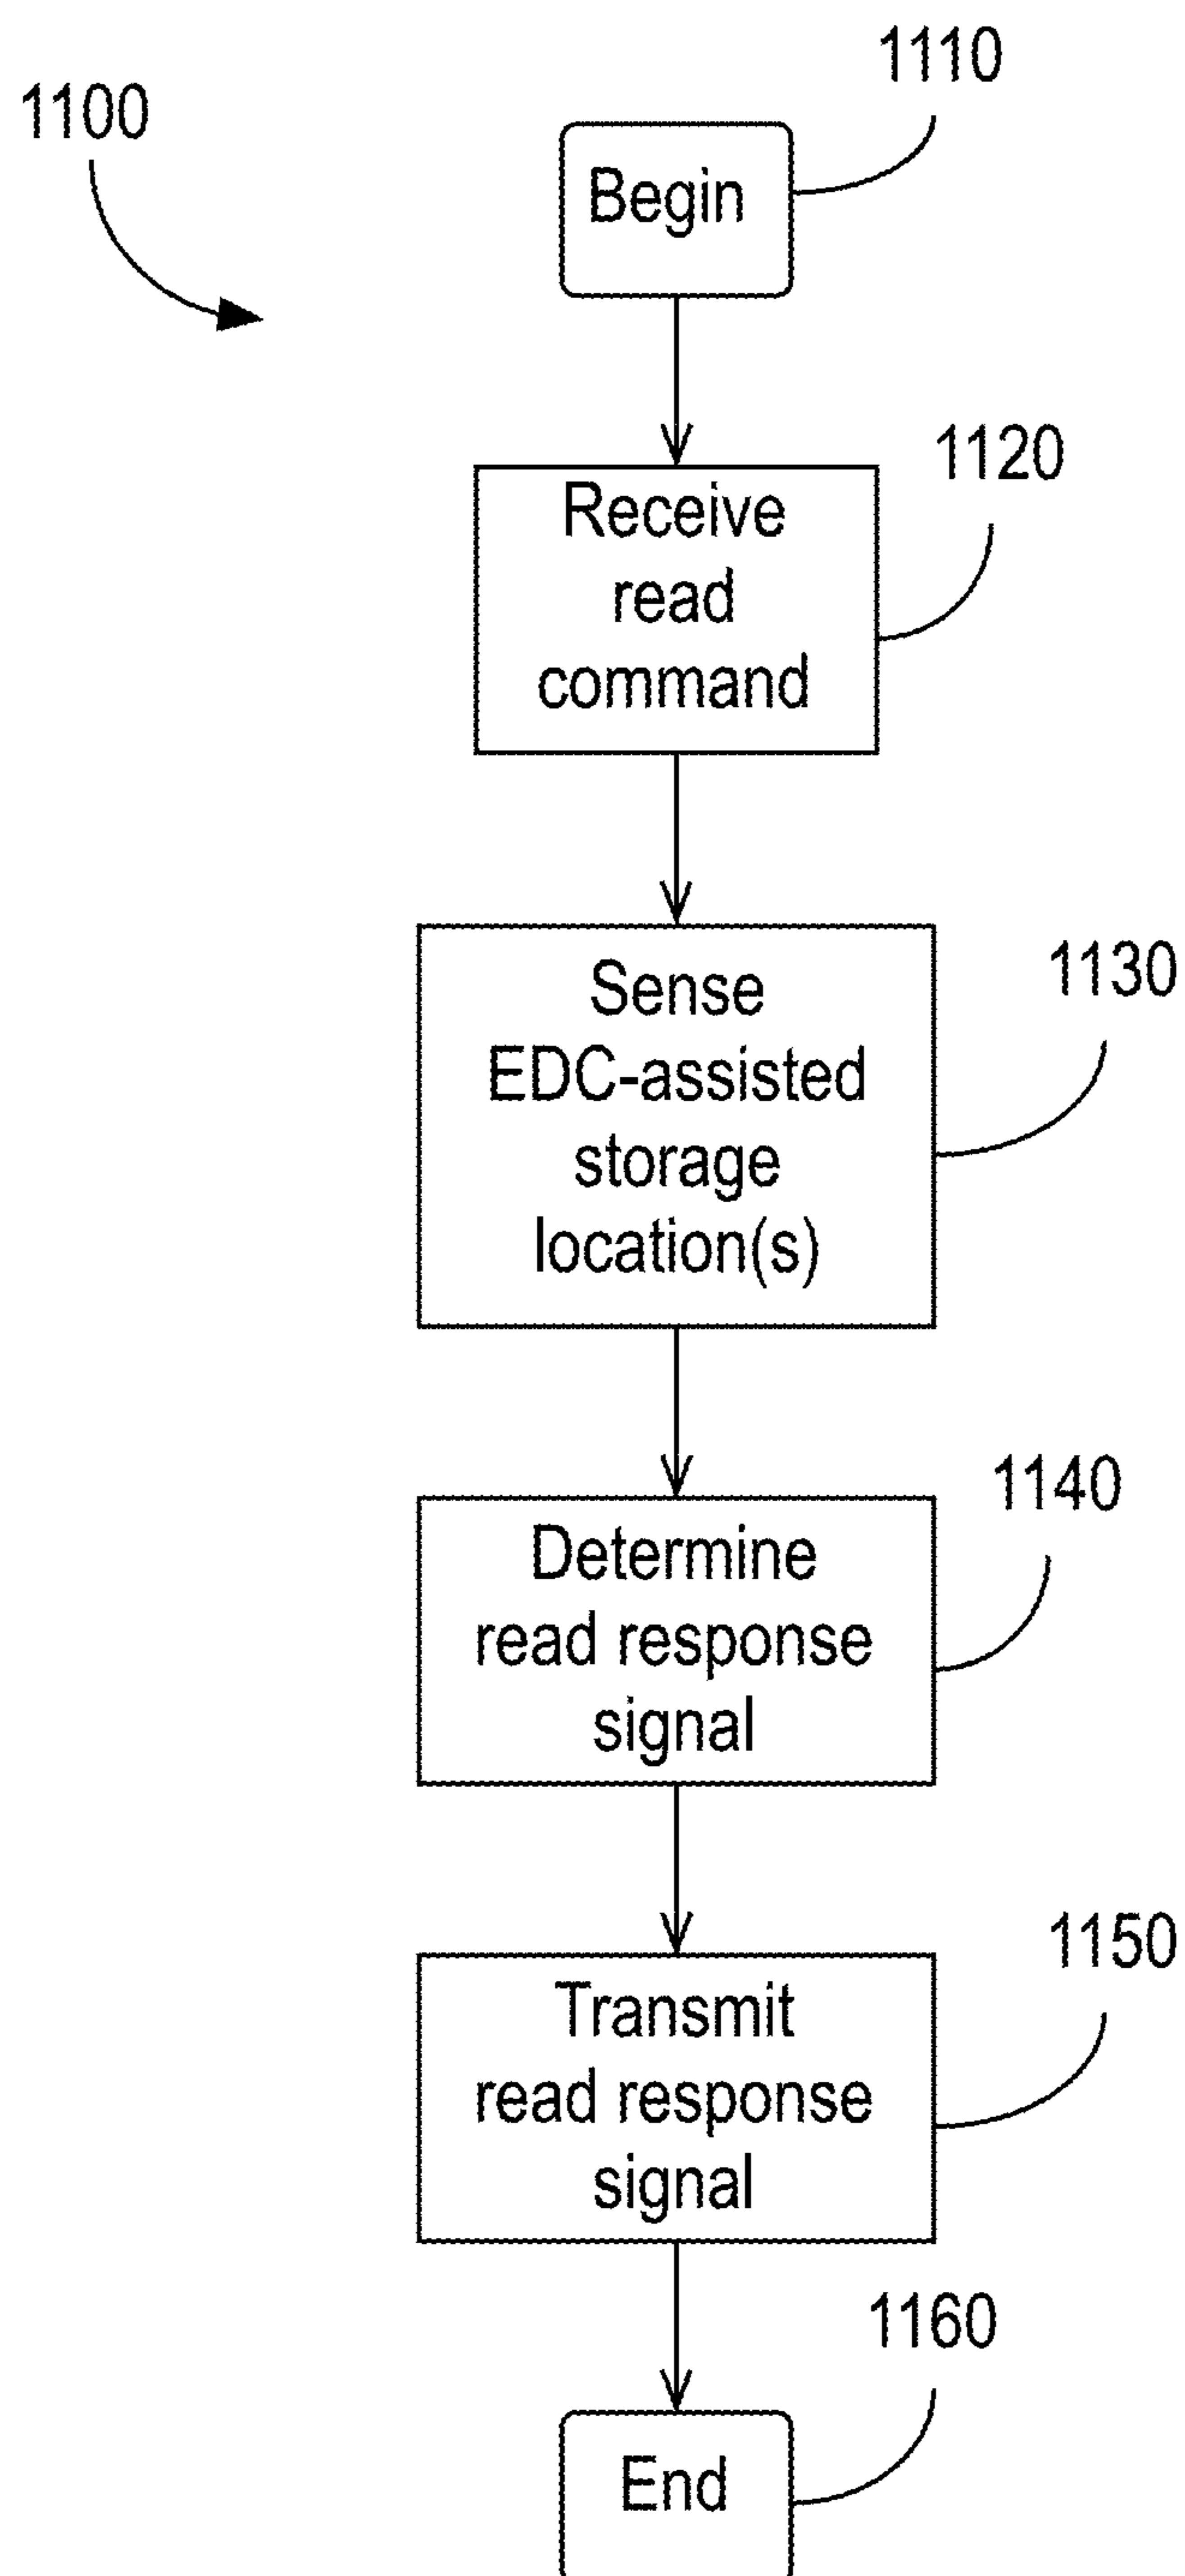 1110
1100
Begin
1120
Receive
read
command
1130
Sense
EDC-assisted
storage
location(s)
1140
Determine
read response
signal
1150
Transmit
read response
signal
1160
End